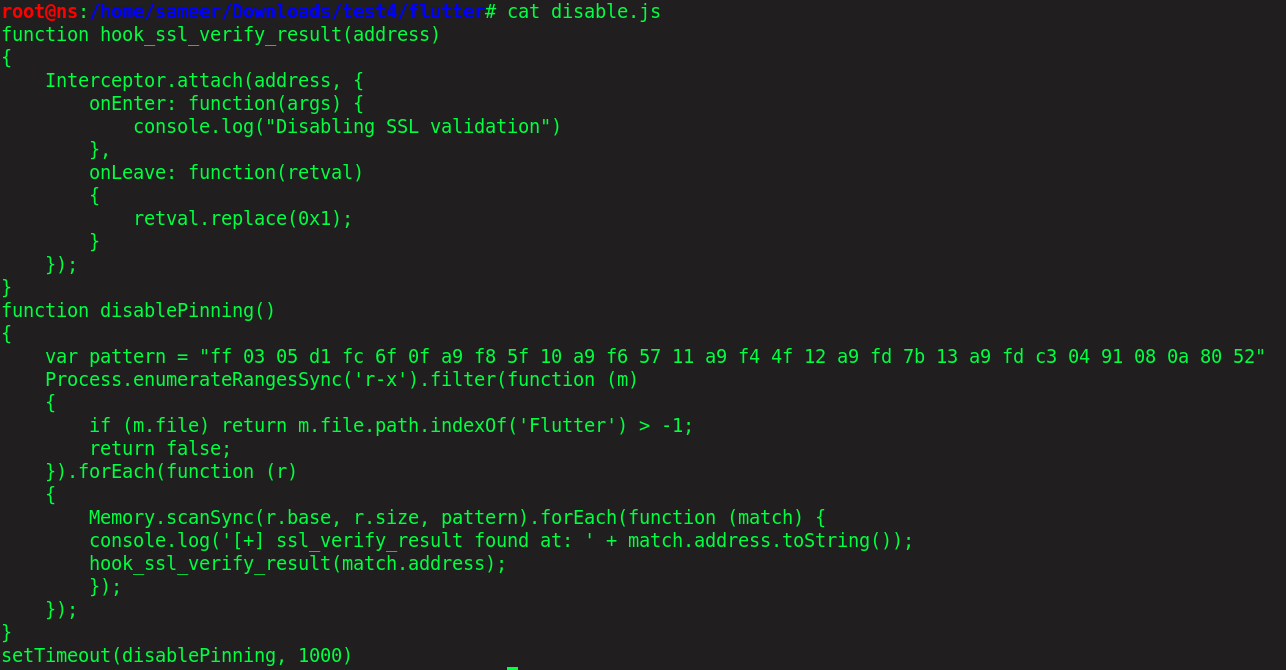 root@ns:/home/sameer/Downloads/test4/flutter# cat disable.js
function hook_ssl_verify_result(address)
{
    Interceptor.attach(address, {
        onEnter: function(args) {
            console.log("Disabling SSL validation")
        },
        onLeave: function(retval)
        {
            retval.replace(0x1);
        }
    });
}
function disablePinning()
{
    var pattern = "ff 03 05 d1 fc 6f 0f a9 f8 5f 10 a9 f6 57 11 a9 f4 4f 12 a9 fd 7b 13 a9 fd c3 04 91 08 0a 80 52"
    Process.enumerateRangesSync('r-x').filter(function (m)
    {
        if (m.file) return m.file.path.indexOf('Flutter') > -1;
        return false;
    }).forEach(function (r)
    {
        Memory.scanSync(r.base, r.size, pattern).forEach(function (match) {
        console.log('[+] ssl_verify_result found at: ' + match.address.toString());
        hook_ssl_verify_result(match.address);
        });
    });
}
setTimeout(disablePinning, 1000)